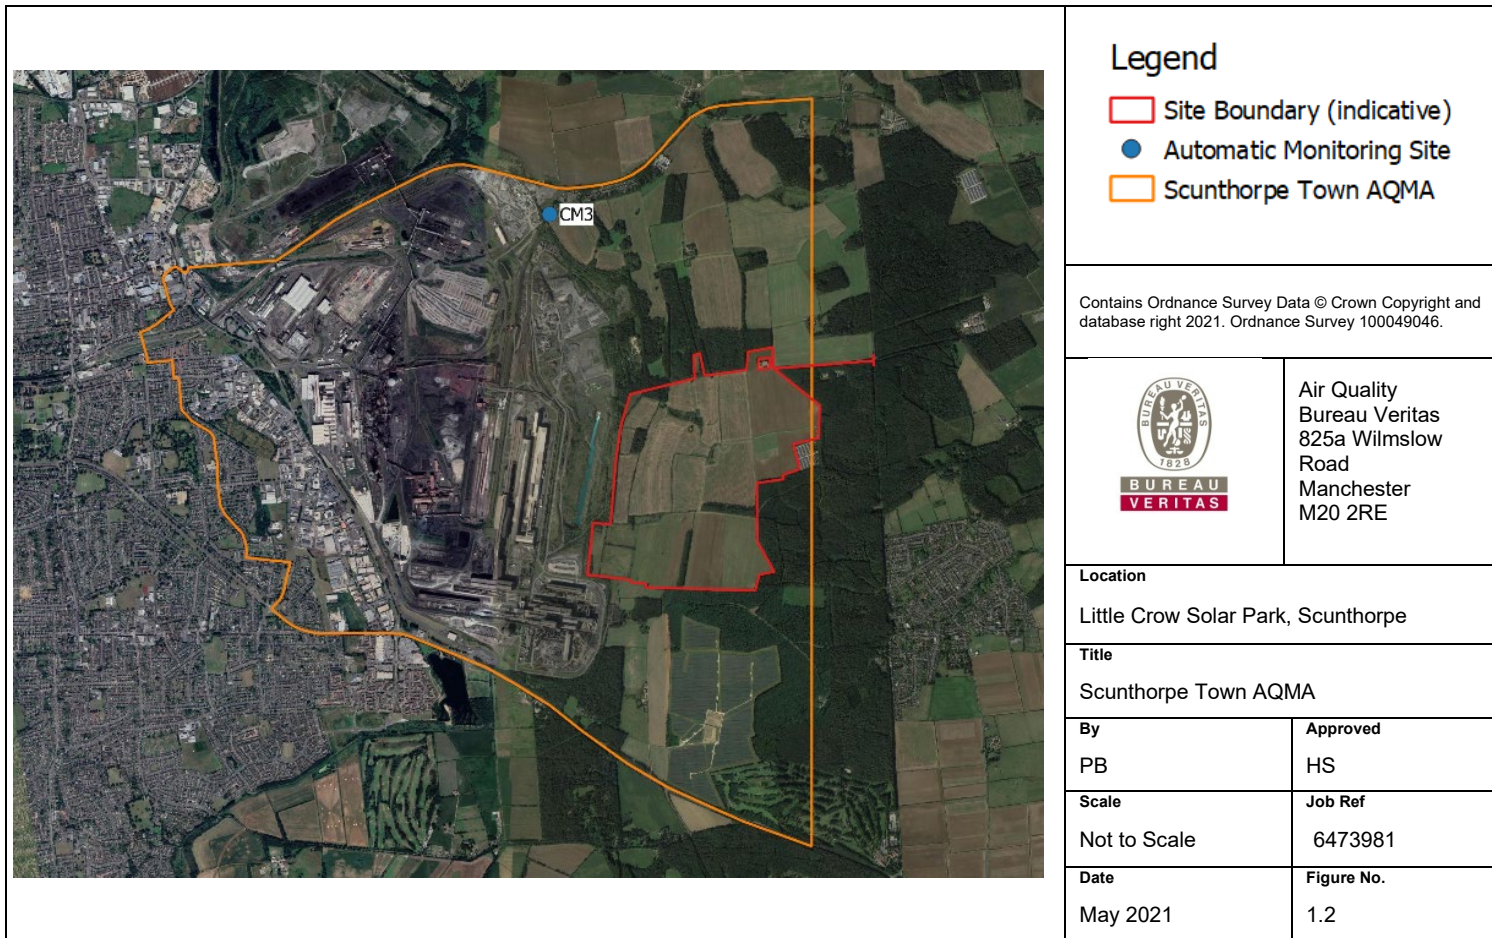 CM3
Legend
Site Boundary (indicative)
Automatic Monitoring Site
Scunthorpe Town AQMA
Contains Ordnance Survey Data © Crown Copyright and
database right 2021. Ordnance Survey 100049046.
BUREAU VERITAS
1828
BUREAU
VERITAS
Air Quality
Bureau Veritas
825a Wilmslow
Road
Manchester
M20 2RE
Location
Little Crow Solar Park, Scunthorpe
Title
Scunthorpe Town AQMA
By
Approved
PB
HS
Scale
Job Ref
Not to Scale
6473981
Date
Figure No.
May 2021
1.2